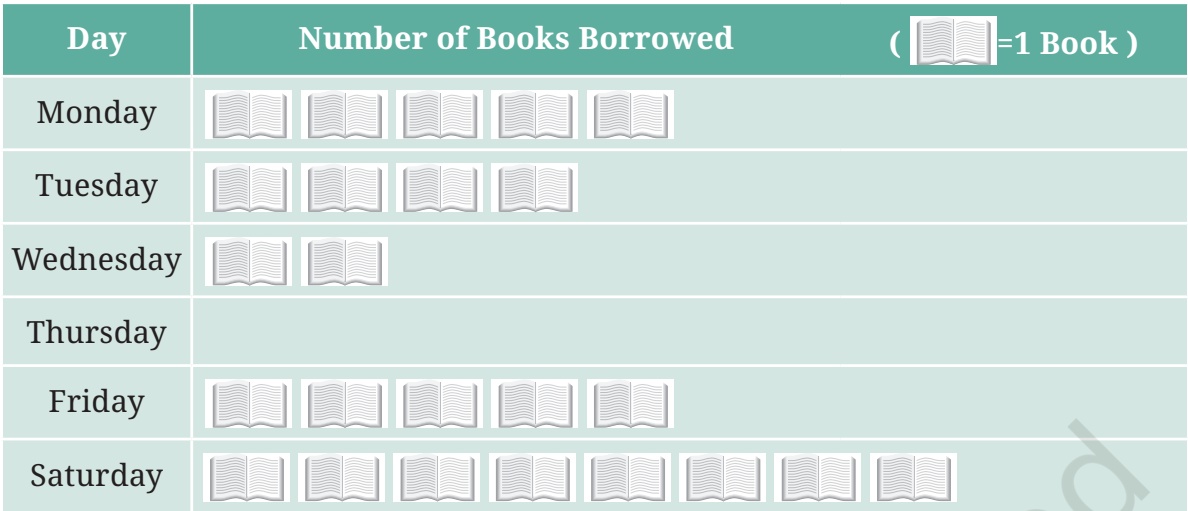 Day Number of Books Borrowed ( =1 Book )
Monday
Tuesday
Wednesday
Thursday
Friday
Saturday